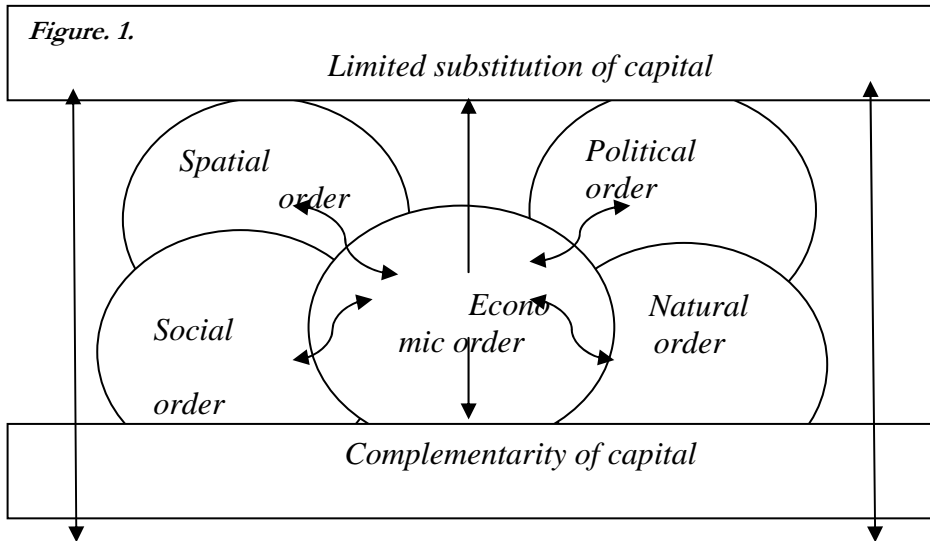 Figure. 1.
Limited substitution of capital
Spatial
order
Political
order
Social
order
Econo
mic order
Natural
order
Complementarity of capital